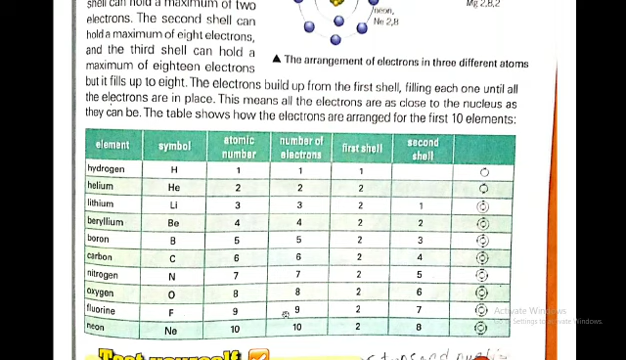 shell can hold a maximum of two
electrons. The second shell can
hold a maximum of eight electrons,
and the third shell can hold a
maximum of eighteen electrons
but it fills up to eight. The electrons build up from the first shell, filling each one until all
the electrons are in place. This means all the electrons are as close to the nucleus as
they can be. The table shows how the electrons are arranged for the first 10 elements:
neon,
Ne 2,8
Mg 2,8,2
▲ The arrangement of electrons in three different atoms
element symbol atomic number number of electrons first shell second shell
hydrogen H 1 1 1
helium He 2 2 2
lithium Li 3 3 2 1
beryllium Be 4 4 2 2
boron B 5 5 2 3
carbon C 6 6 2 4
nitrogen N 7 7 2 5
oxygen O 8 8 2 6
fluorine F 9 9 2 7
neon Ne 10 10 2 8
Activate Windows
Go to Settings to activate Windows.
Test yourself